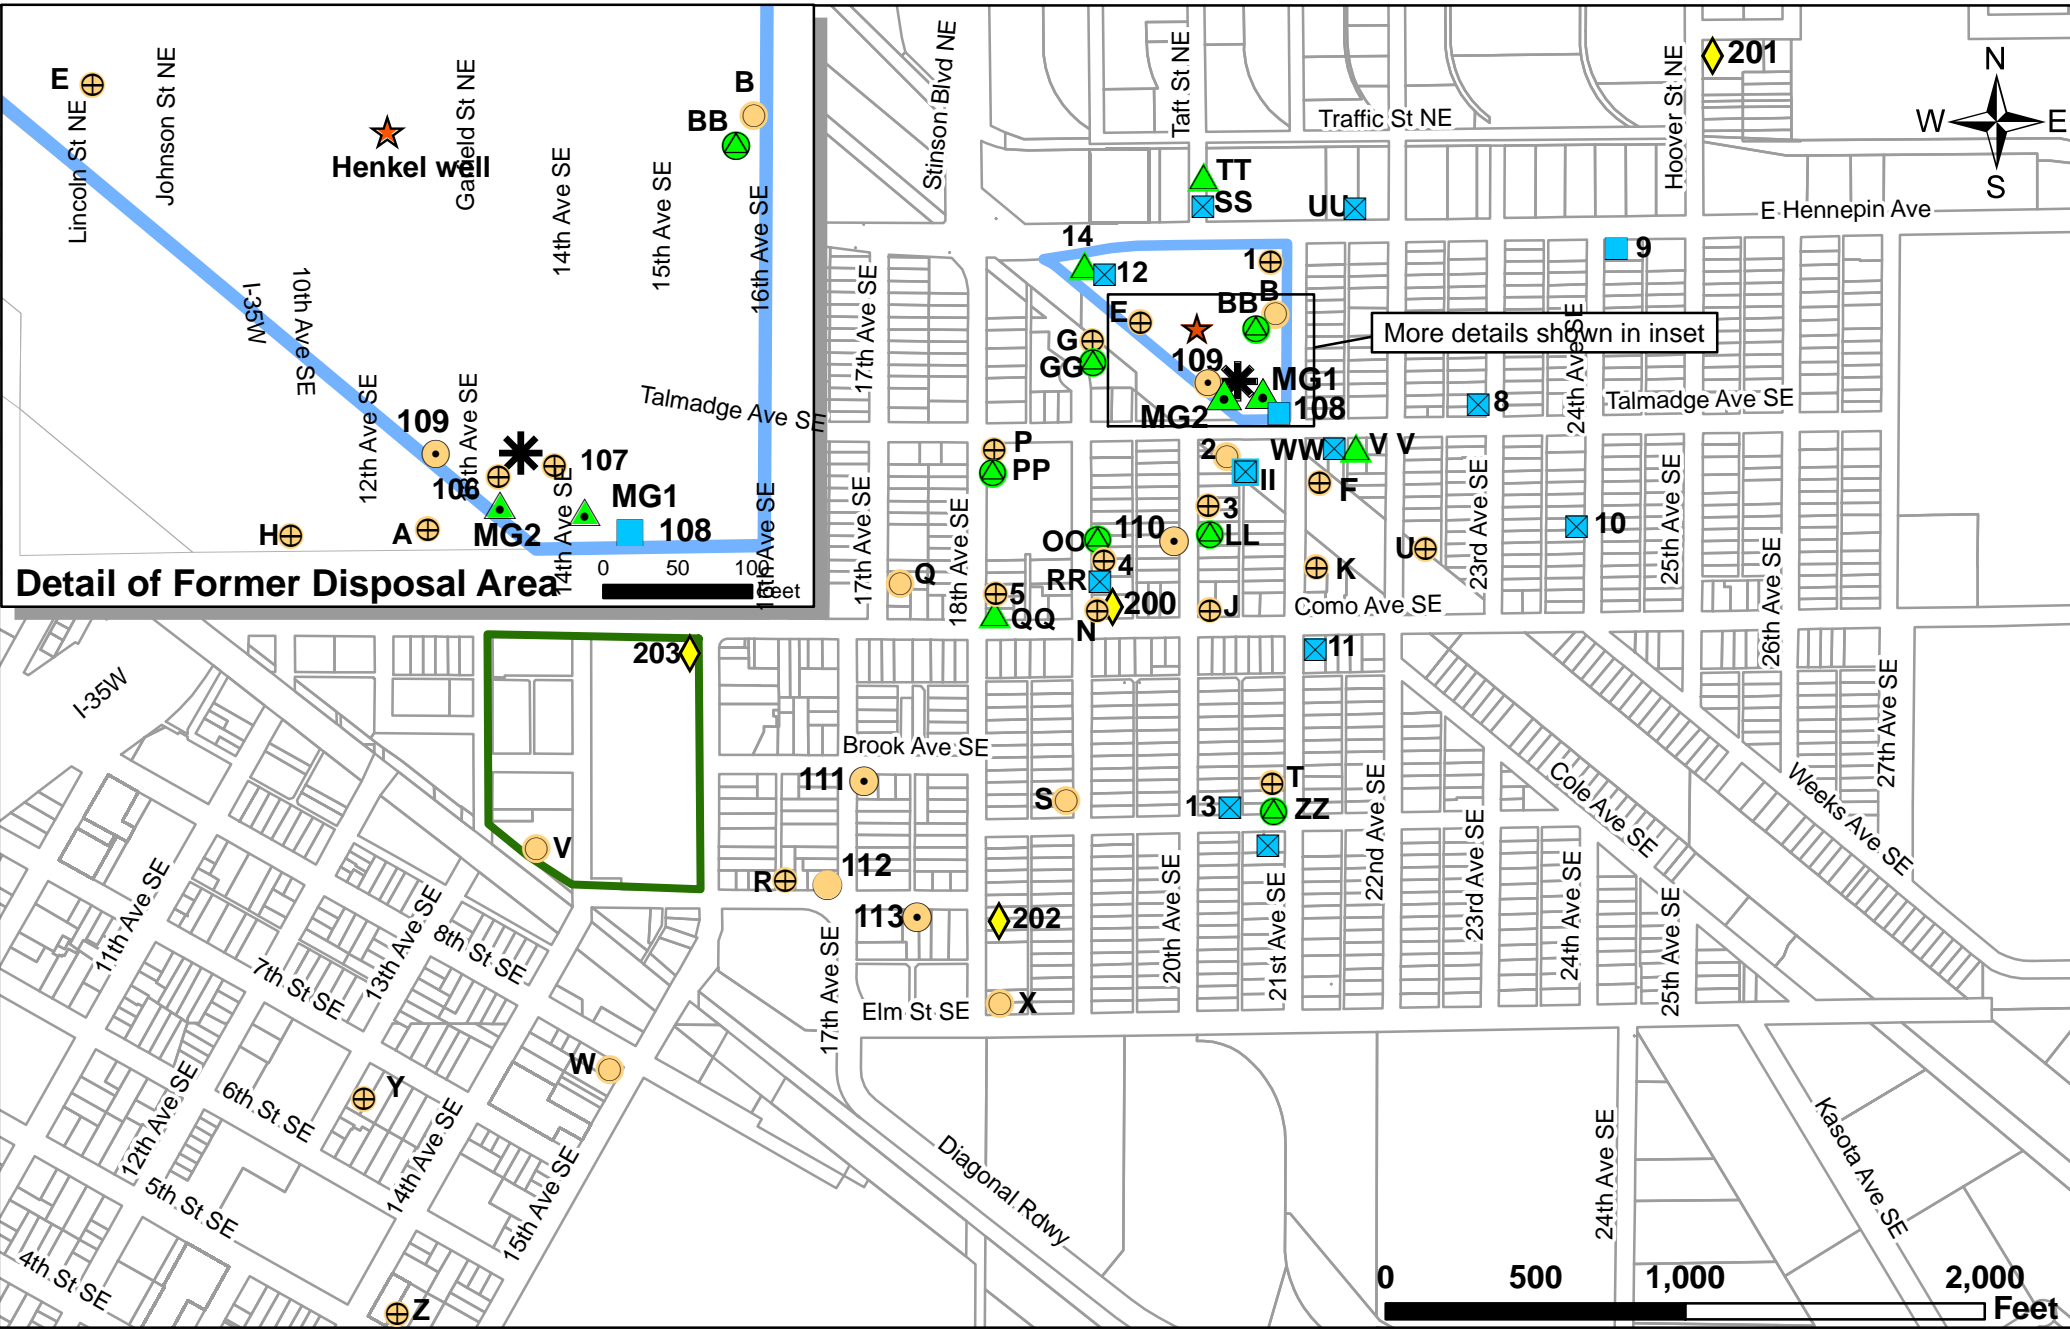 E
Lincoln St NE
Johnson St NE
Henkel well
Garfield St NE
B
BB
14th Ave SE
15th Ave SE
16th Ave SE
I-35W
10th Ave SE
12th Ave SE
13th Ave SE
Talmadge Ave SE
109
107
106
MG1
MG2
108
H
A
14th Ave SE
16th Ave SE
Detail of Former Disposal Area
0 50 100
Feet
Stinson Blvd NE
Taft St NE
Traffic St NE
Hoover St NE
201
N
W E
S
TT
SS
UU
E Hennepin Ave
14
12
1
9
B
BB
E
G
GG
109
MG1
MG2
108
More details shown in inset
17th Ave SE
24th Ave SE
8
Talmadge Ave SE
P
PP
2
II
WW
V V
F
3
LL
110
OO
4
RR
200
N
J
K
U
10
Q
5
QQ
17th Ave SE
18th Ave SE
23rd Ave SE
25th Ave SE
26th Ave SE
Como Ave SE
11
203
I-35W
27th Ave SE
Brook Ave SE
111
S
T
13
ZZ
22nd Ave SE
Cole Ave SE
Weeks Ave SE
V
R
112
113
202
20th Ave SE
21st Ave SE
23rd Ave SE
24th Ave SE
25th Ave SE
11th Ave SE
13th Ave SE
8th St SE
7th St SE
17th Ave SE
Elm St SE
X
W
Y
6th St SE
12th Ave SE
14th Ave SE
5th St SE
15th Ave SE
4th St SE
Z
Diagonal Rdwy
24th Ave SE
Kasota Ave SE
0 500 1,000 2,000
Feet